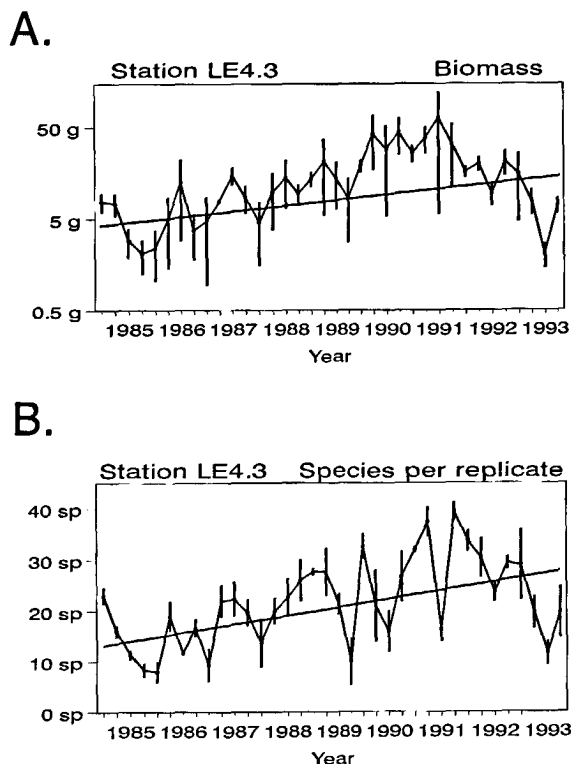 A.
Station LE4.3 Biomass
50 g
5 g
0.5 g
1985 1986 1987 1988 1989 1990 1991 1992 1993
Year
B.
Station LE4.3 Species per replicate
40 sp
30 sp
20 sp
10 sp
0 sp
1985 1986 1987 1988 1989 1990 1991 1992 1993
Year